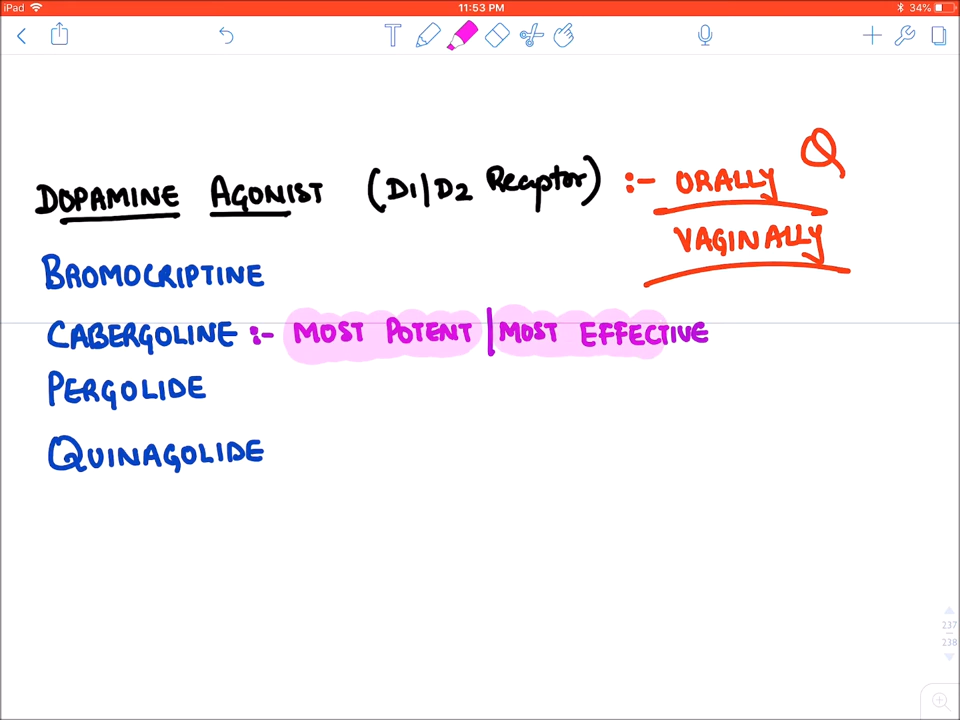 iPad 11:53 PM 34%
T
DOPAMINE AGONIST (D1/D2 Receptor) :- ORALLY Q
VAGINALLY
BROMOCRIPTINE
CABERGOLINE :- MOST POTENT | MOST EFFECTIVE
PERGOLIDE
QUINAGOLIDE
237
238